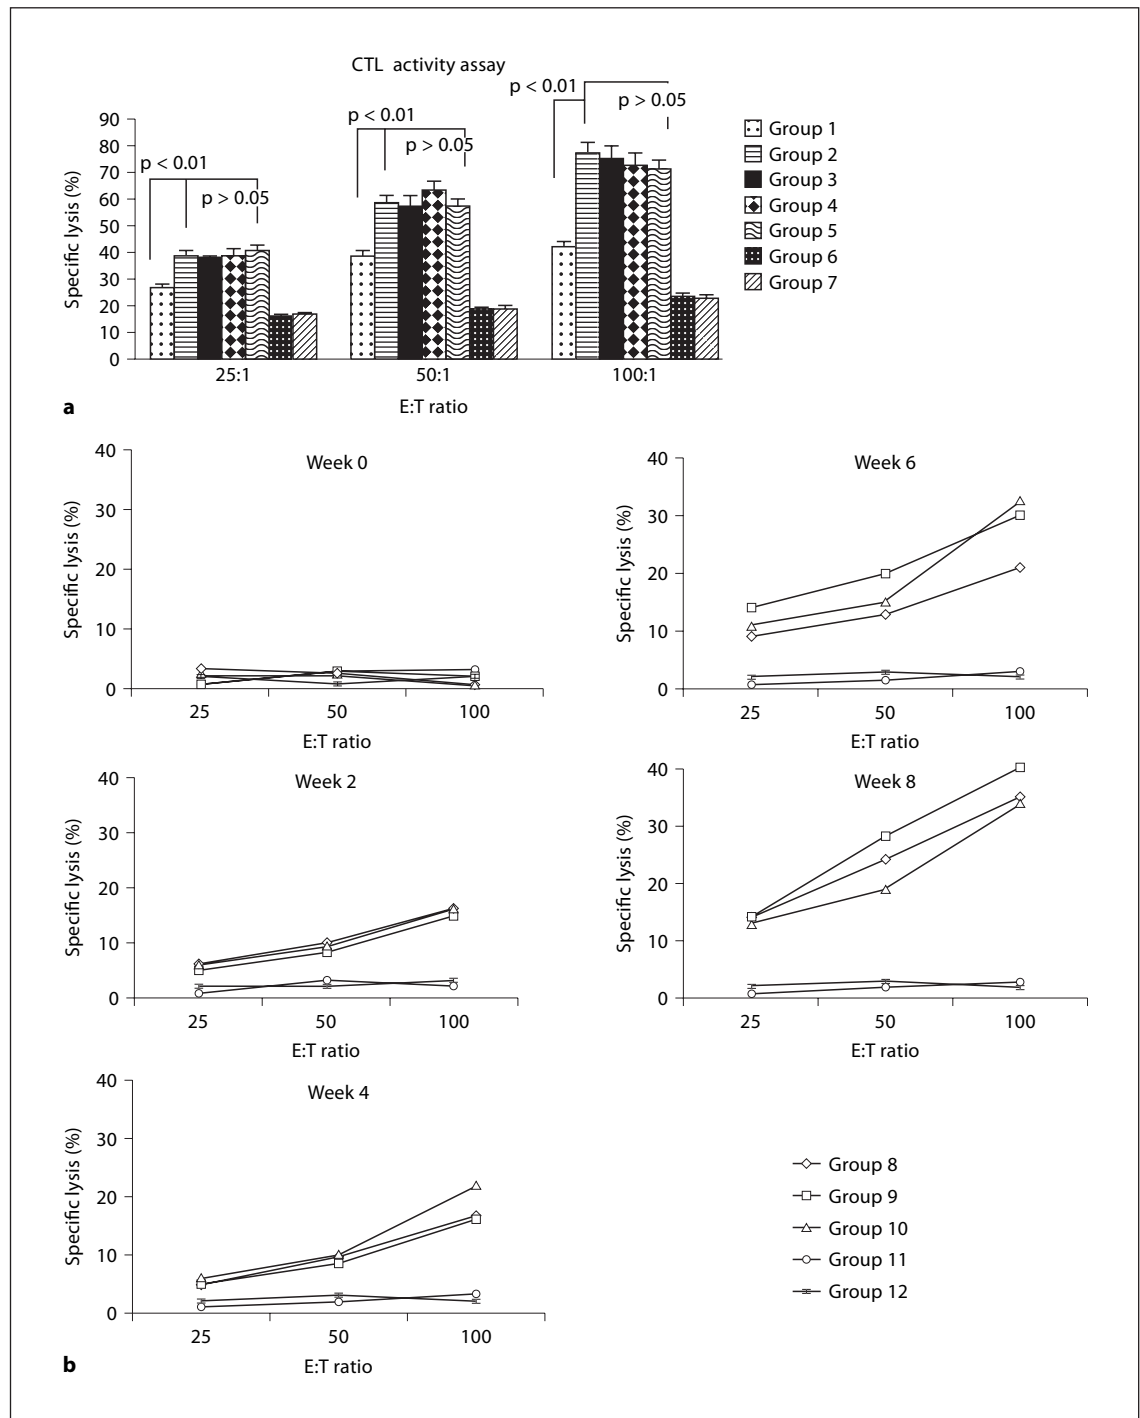 CTL activity assay
p < 0.01
p > 0.05
p < 0.01
p > 0.05
p < 0.01
p > 0.05
Specific lysis (%)
90
80
70
60
50
40
30
20
10
0
25:1
50:1
100:1
E:T ratio
Group 1
Group 2
Group 3
Group 4
Group 5
Group 6
Group 7
a
Week 0
Specific lysis (%)
40
30
20
10
0
25
50
100
E:T ratio
Week 6
Specific lysis (%)
40
30
20
10
0
25
50
100
E:T ratio
Week 2
Specific lysis (%)
40
30
20
10
0
25
50
100
E:T ratio
Week 8
Specific lysis (%)
40
30
20
10
0
25
50
100
E:T ratio
Week 4
Specific lysis (%)
40
30
20
10
0
25
50
100
E:T ratio
Group 8
Group 9
Group 10
Group 11
Group 12
b